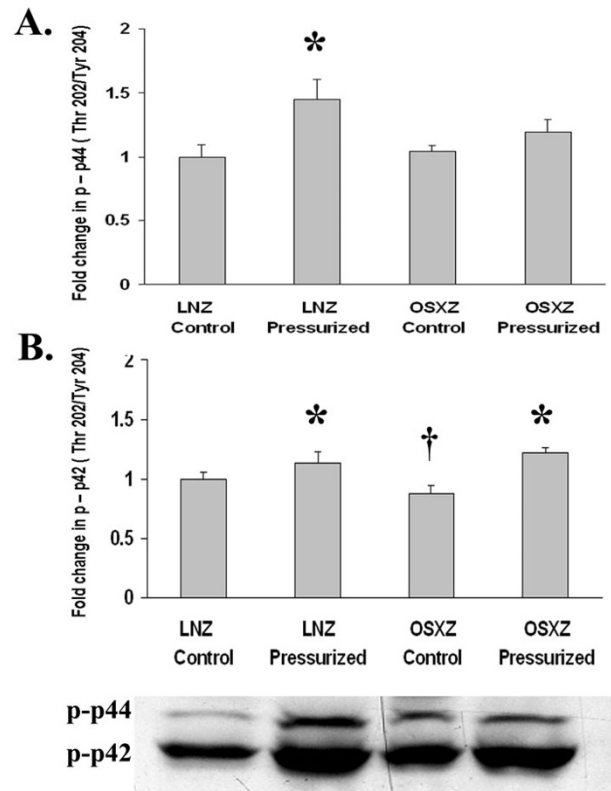 A.
Fold change in p – p44 ( Thr 202/Tyr 204)
2
1.5
1
0.5
0
*
LNZ Control
LNZ Pressurized
OSXZ Control
OSXZ Pressurized
B.
Fold change in p – p42 ( Thr 202/Tyr 204)
2
1.5
1
0.5
0
*
†
*
LNZ Control
LNZ Pressurized
OSXZ Control
OSXZ Pressurized
p-p44
p-p42